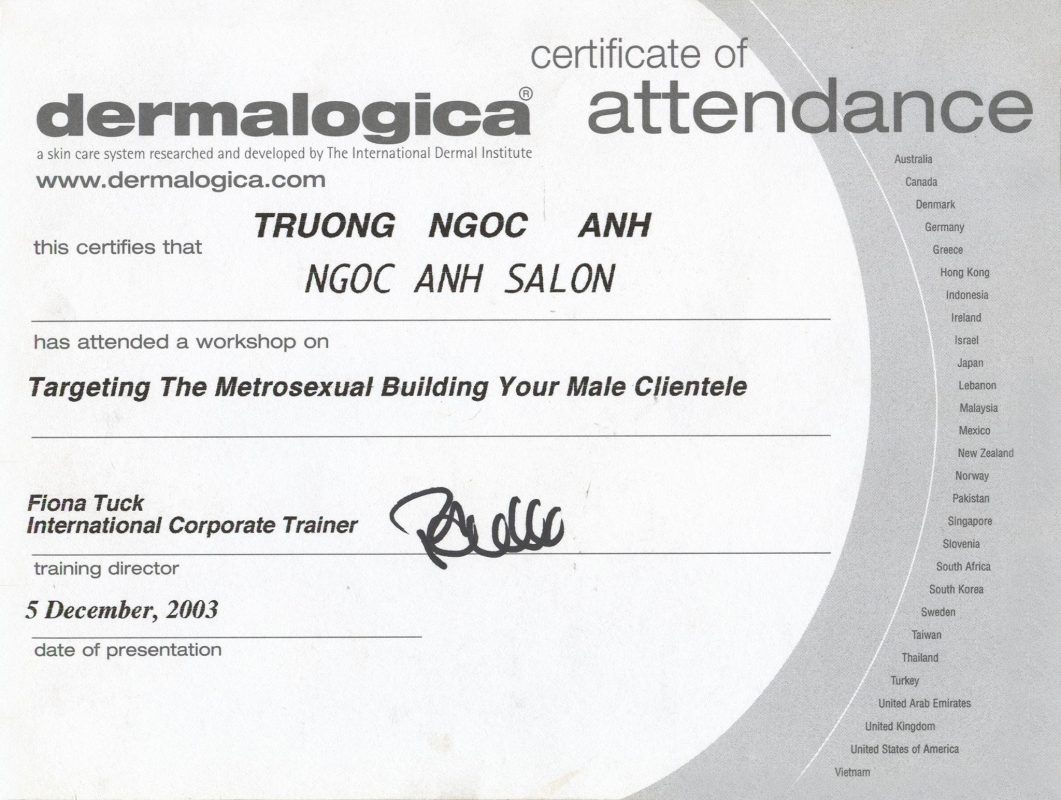 certificate of
attendance
dermalogica®
a skin care system researched and developed by The International Dermal Institute
www.dermalogica.com
TRUONG NGOC ANH
this certifies that
NGOC ANH SALON
has attended a workshop on
Targeting The Metrosexual Building Your Male Clientele
Fiona Tuck
International Corporate Trainer
training director
5 December, 2003
date of presentation
Australia
Canada
Denmark
Germany
Greece
Hong Kong
Indonesia
Ireland
Israel
Japan
Lebanon
Malaysia
Mexico
New Zealand
Norway
Pakistan
Singapore
Slovenia
South Africa
South Korea
Sweden
Taiwan
Thailand
Turkey
United Arab Emirates
United Kingdom
United States of America
Vietnam